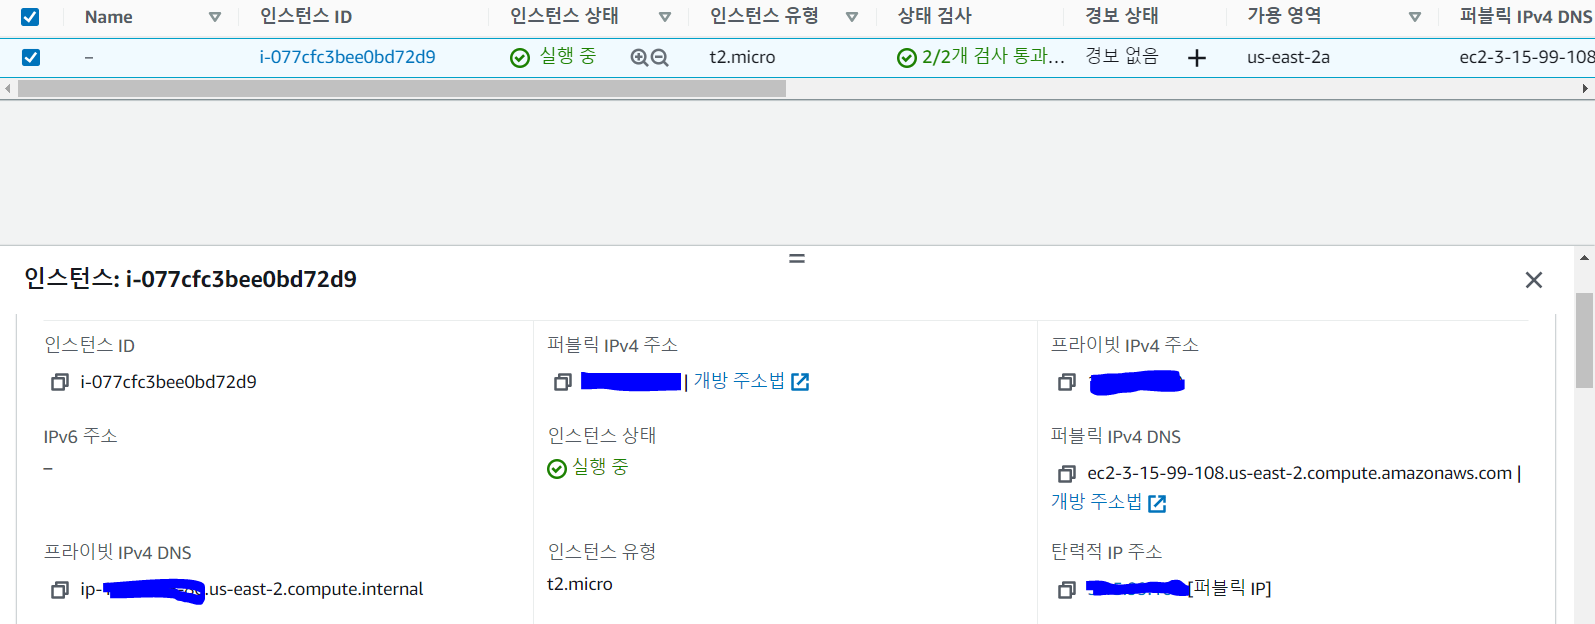 Name 인스턴스 ID 인스턴스 상태 인스턴스 유형 상태 검사 경보 상태 가용 영역 퍼블릭 IPv4 DNS
– i-077cfc3bee0bd72d9 실행 중 t2.micro 2/2개 검사 통과... 경보 없음 + us-east-2a ec2-3-15-99-108
인스턴스: i-077cfc3bee0bd72d9
인스턴스 ID
i-077cfc3bee0bd72d9
퍼블릭 IPv4 주소
| 개방 주소법
프라이빗 IPv4 주소
IPv6 주소
–
인스턴스 상태
실행 중
퍼블릭 IPv4 DNS
ec2-3-15-99-108.us-east-2.compute.amazonaws.com |
개방 주소법
프라이빗 IPv4 DNS
ip- .us-east-2.compute.internal
인스턴스 유형
t2.micro
탄력적 IP 주소
[퍼블릭 IP]